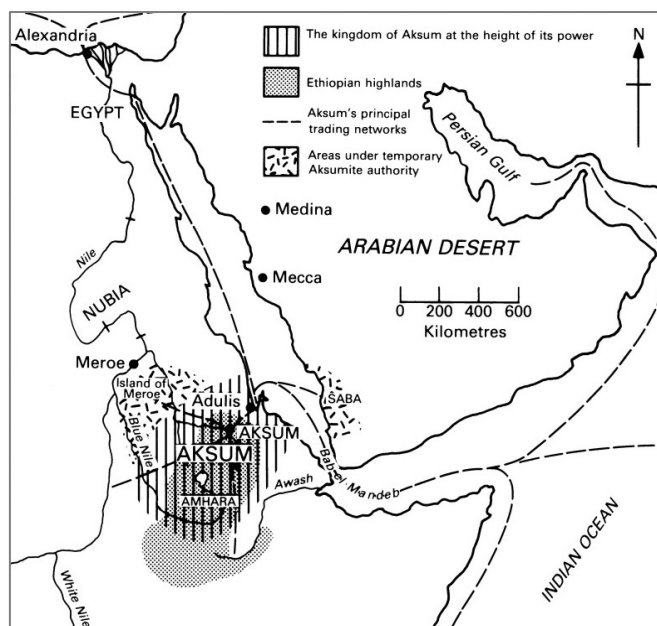 Alexandria
EGYPT
The kingdom of Aksum at the height of its power
Ethiopian highlands
Aksum's principal
trading networks
Areas under temporary
Aksumite authority
N
Persian Gulf
Medina
ARABIAN DESERT
Mecca
0 200 400 600
Kilometres
Nile
NUBIA
Meroe
Island of
Meroe
Adulis
SABA
AKSUM
AKSUM
Blue Nile
AMHARA
Awash
Bab el Mandeb
INDIAN OCEAN
White Nile